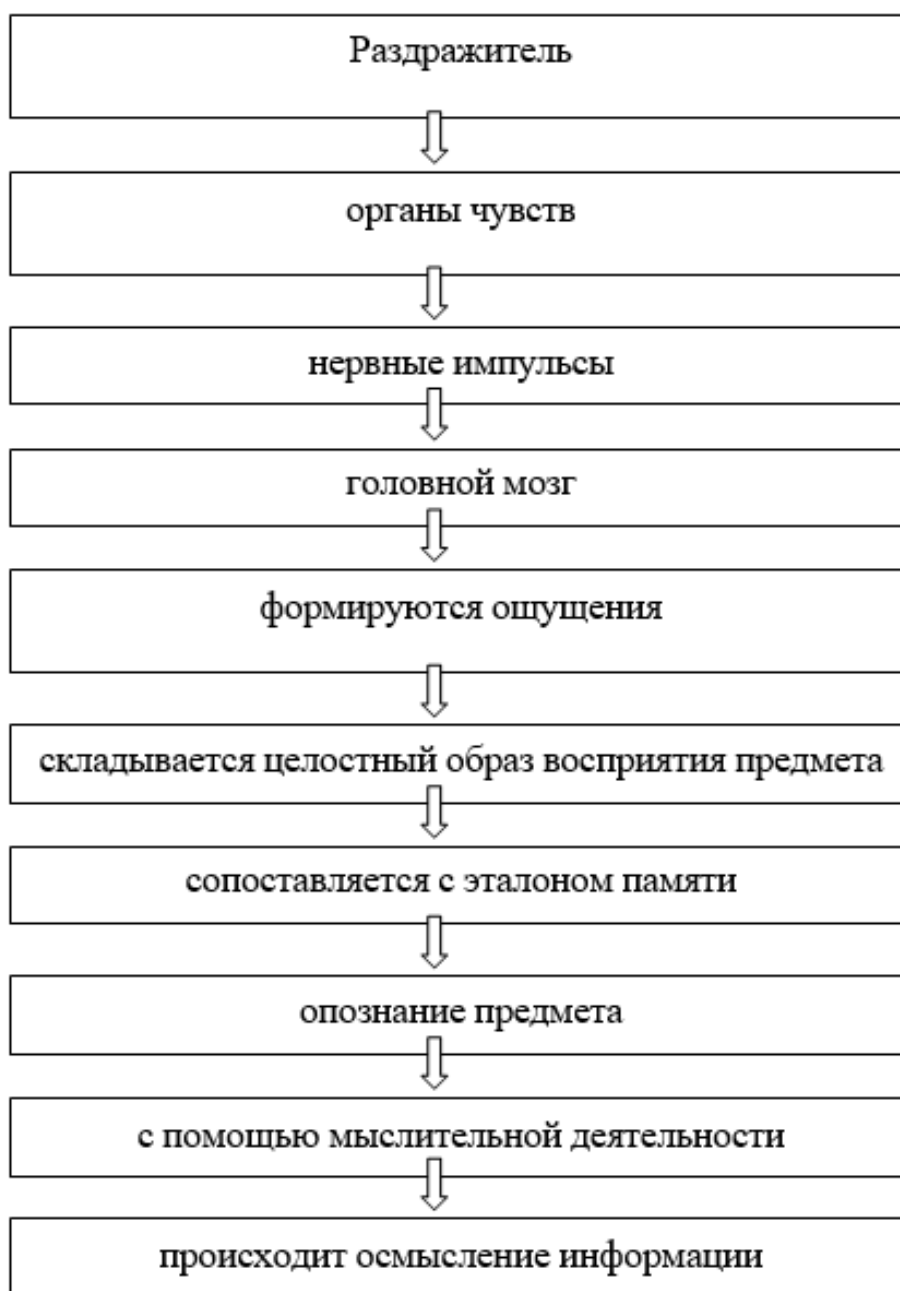 Раздражитель
органы чувств
нервные импульсы
головной мозг
формируются ощущения
складывается целостный образ восприятия предмета
сопоставляется с эталоном памяти
опознание предмета
с помощью мыслительной деятельности
происходит осмысление информации